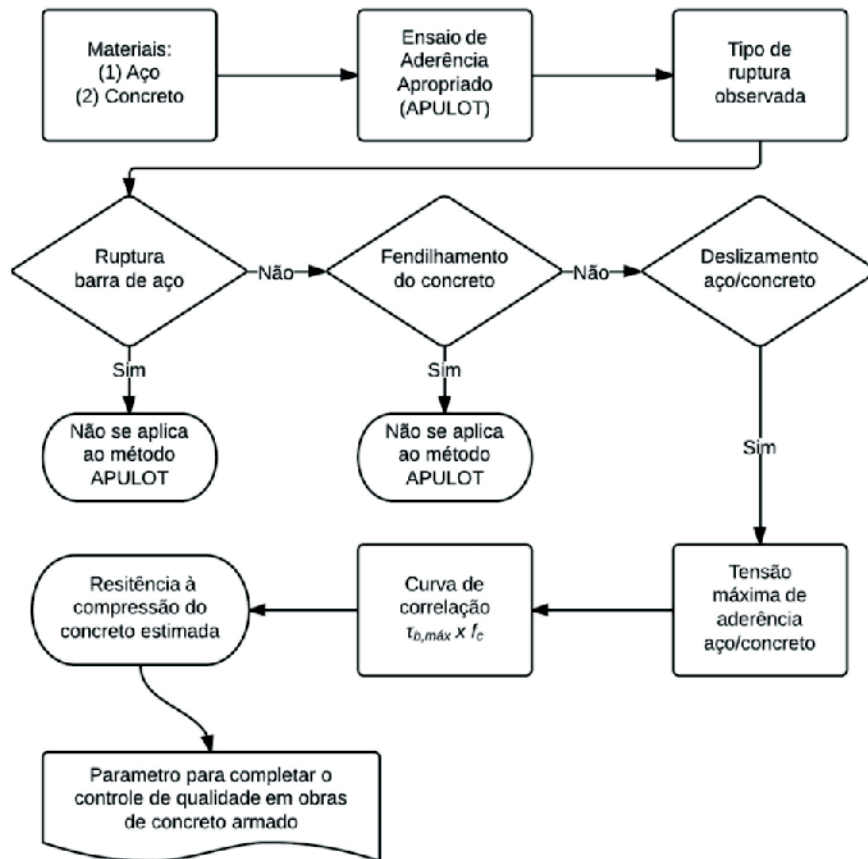 Materiais:
(1) Aço
(2) Concreto
Ensaio de
Aderência
Apropriado
(APULOT)
Tipo de
ruptura
observada
Ruptura
barra de aço
Não
Fendilhamento
do concreto
Não
Deslizamento
aço/concreto
Sim
Sim
Não se aplica
ao método
APULOT
Não se aplica
ao método
APULOT
Sim
Resitência à
compressão do
concreto estimada
Curva de
correlação
τb,máx x fc
Tensão
máxima de
aderência
aço/concreto
Parametro para completar o
controle de qualidade em obras
de concreto armado